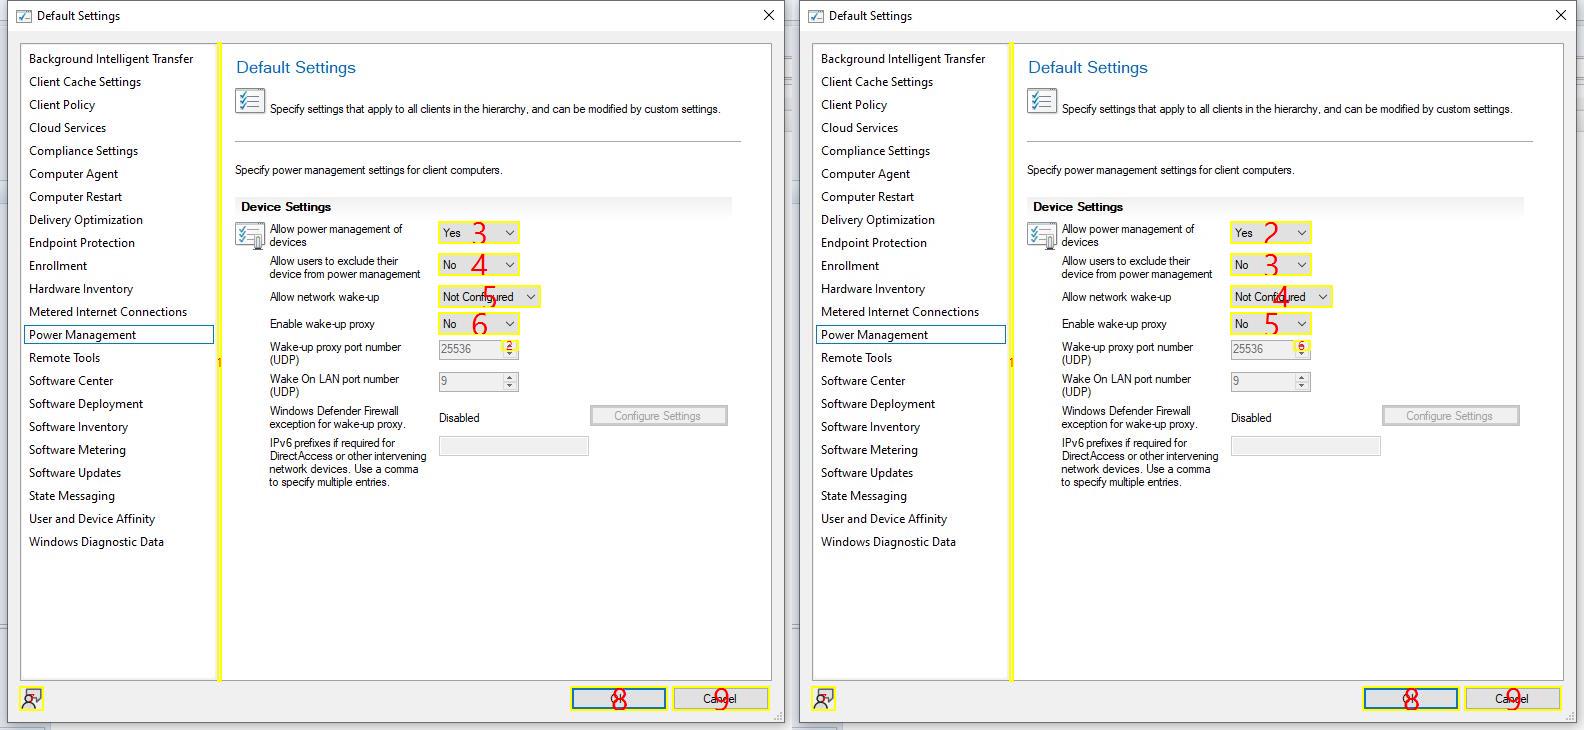 Default Settings
Background Intelligent Transfer
Client Cache Settings
Client Policy
Cloud Services
Compliance Settings
Computer Agent
Computer Restart
Delivery Optimization
Endpoint Protection
Enrollment
Hardware Inventory
Metered Internet Connections
Power Management
Remote Tools
Software Center
Software Deployment
Software Inventory
Software Metering
Software Updates
State Messaging
User and Device Affinity
Windows Diagnostic Data
1
Default Settings
Specify settings that apply to all clients in the hierarchy, and can be modified by custom settings.
Specify power management settings for client computers.
Device Settings
Allow power management of
devices
Yes 3
Allow users to exclude their
device from power management
No 4
Allow network wake-up
Not Configured 5
Enable wake-up proxy
No 6
Wake-up proxy port number
(UDP)
25536 2
Wake On LAN port number
(UDP)
9
Windows Defender Firewall
exception for wake-up proxy.
Disabled
Configure Settings
IPv6 prefixes if required for
DirectAccess or other intervening
network devices. Use a comma
to specify multiple entries.
8
Cancel 9
Default Settings
Background Intelligent Transfer
Client Cache Settings
Client Policy
Cloud Services
Compliance Settings
Computer Agent
Computer Restart
Delivery Optimization
Endpoint Protection
Enrollment
Hardware Inventory
Metered Internet Connections
Power Management
Remote Tools
Software Center
Software Deployment
Software Inventory
Software Metering
Software Updates
State Messaging
User and Device Affinity
Windows Diagnostic Data
1
Default Settings
Specify settings that apply to all clients in the hierarchy, and can be modified by custom settings.
Specify power management settings for client computers.
Device Settings
Allow power management of
devices
Yes 2
Allow users to exclude their
device from power management
No 3
Allow network wake-up
Not Configured 4
Enable wake-up proxy
No 5
Wake-up proxy port number
(UDP)
25536 6
Wake On LAN port number
(UDP)
9
Windows Defender Firewall
exception for wake-up proxy.
Disabled
Configure Settings
IPv6 prefixes if required for
DirectAccess or other intervening
network devices. Use a comma
to specify multiple entries.
8
Cancel 9